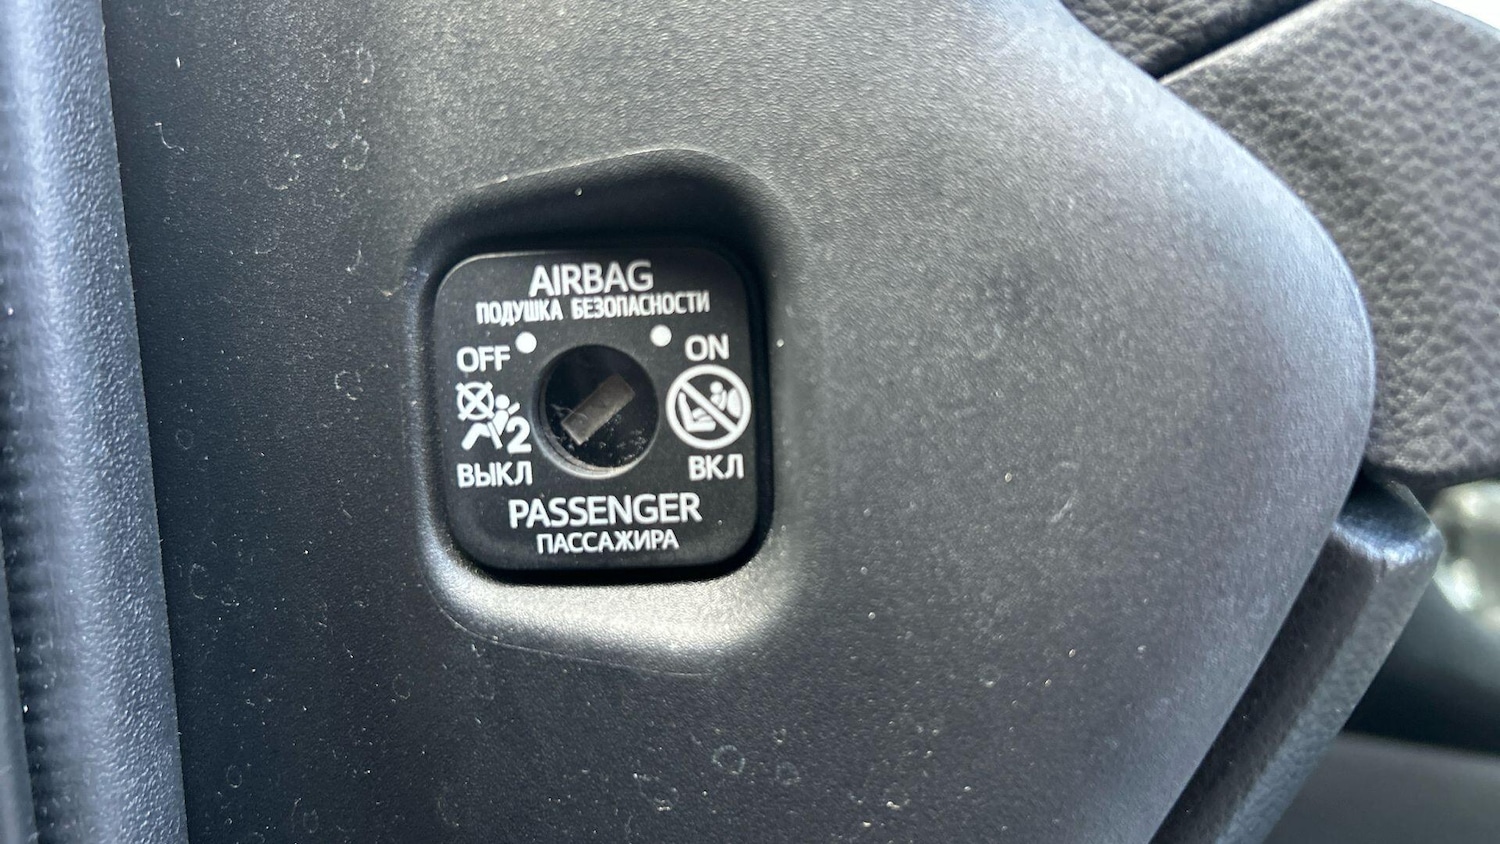 AIRBAG
ПОДУШКА БЕЗОПАСНОСТИ
OFF
ON
2
ВЫКЛ
ВКЛ
PASSENGER
ПАССАЖИРА